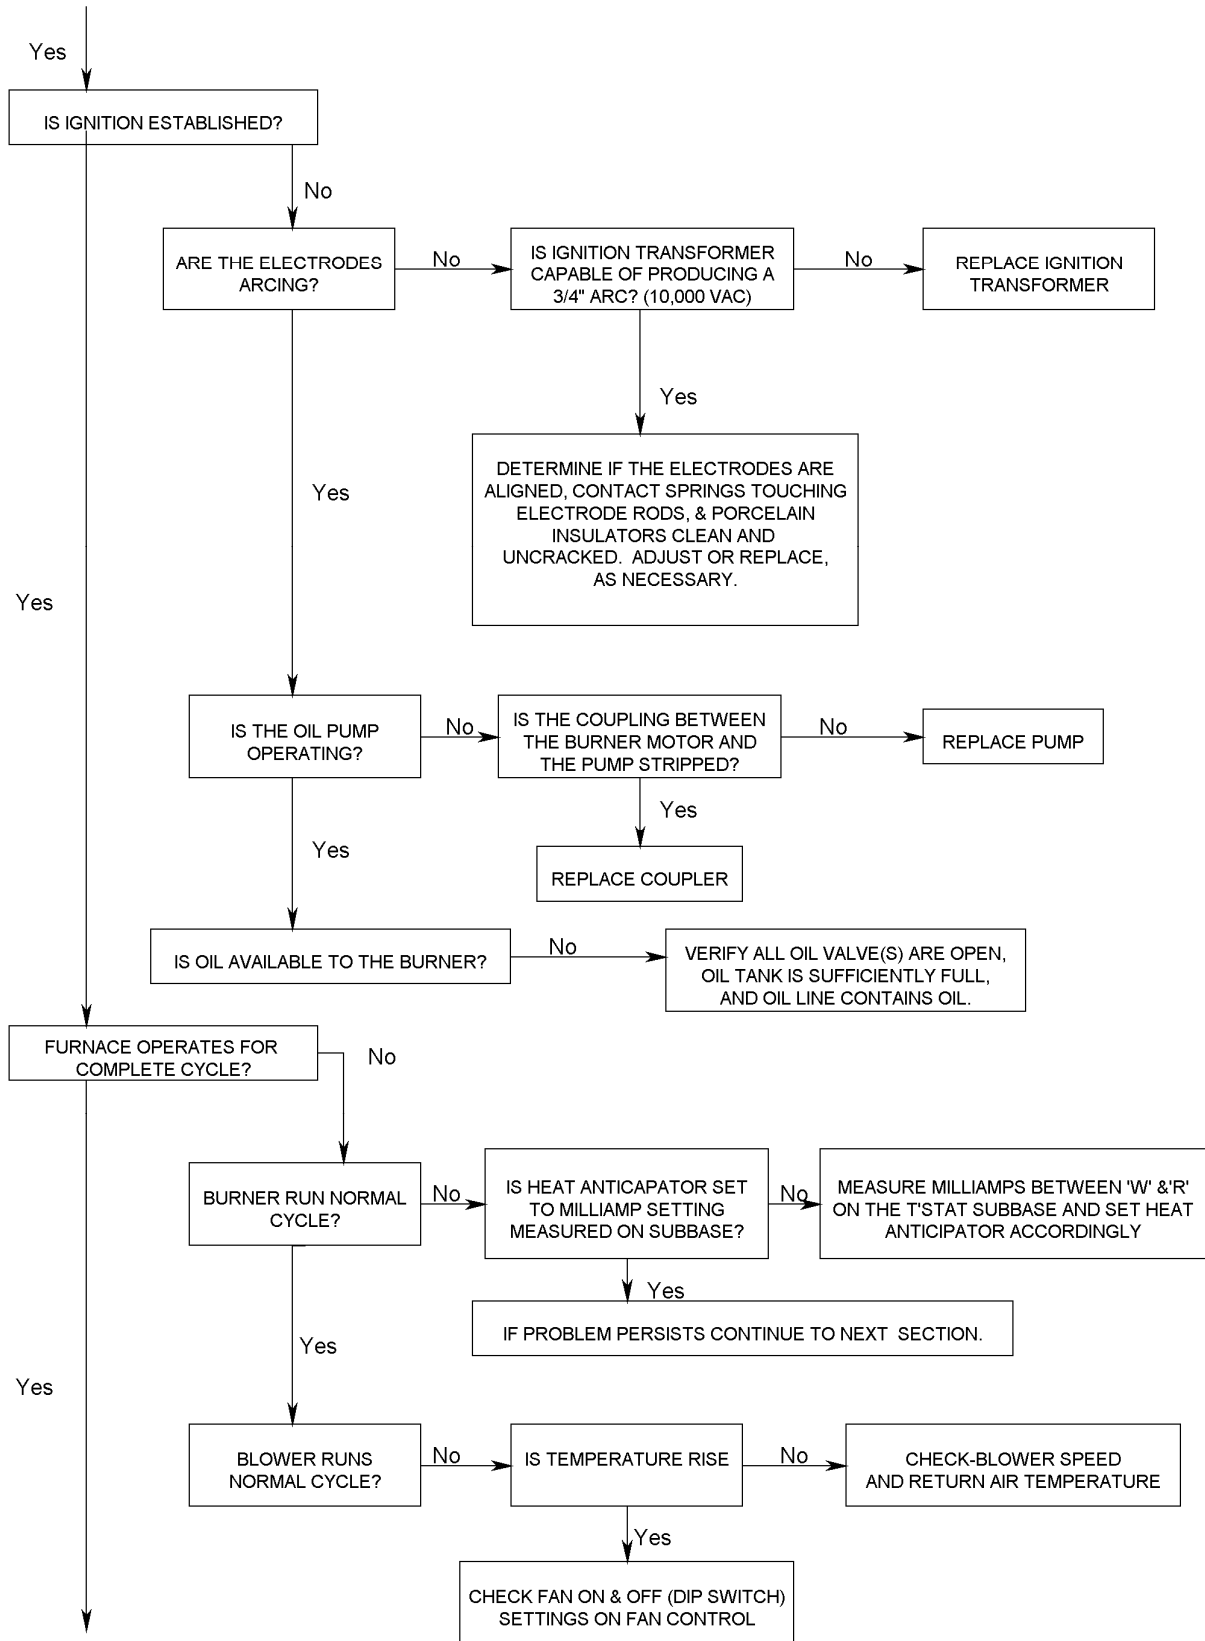 Yes
IS IGNITION ESTABLISHED?
No
ARE THE ELECTRODES
ARCING?
No
IS IGNITION TRANSFORMER
CAPABLE OF PRODUCING A
3/4" ARC? (10,000 VAC)
No
REPLACE IGNITION
TRANSFORMER
Yes
DETERMINE IF THE ELECTRODES ARE
ALIGNED, CONTACT SPRINGS TOUCHING
ELECTRODE RODS, & PORCELAIN
INSULATORS CLEAN AND
UNCRACKED. ADJUST OR REPLACE,
AS NECESSARY.
Yes
Yes
IS THE OIL PUMP
OPERATING?
No
IS THE COUPLING BETWEEN
THE BURNER MOTOR AND
THE PUMP STRIPPED?
No
REPLACE PUMP
Yes
REPLACE COUPLER
Yes
IS OIL AVAILABLE TO THE BURNER?
No
VERIFY ALL OIL VALVE(S) ARE OPEN,
OIL TANK IS SUFFICIENTLY FULL,
AND OIL LINE CONTAINS OIL.
FURNACE OPERATES FOR
COMPLETE CYCLE?
No
BURNER RUN NORMAL
CYCLE?
No
IS HEAT ANTICAPATOR SET
TO MILLIAMP SETTING
MEASURED ON SUBBASE?
No
MEASURE MILLIAMPS BETWEEN 'W' &'R'
ON THE T'STAT SUBBASE AND SET HEAT
ANTICIPATOR ACCORDINGLY
Yes
IF PROBLEM PERSISTS CONTINUE TO NEXT SECTION.
Yes
Yes
BLOWER RUNS
NORMAL CYCLE?
No
IS TEMPERATURE RISE
No
CHECK-BLOWER SPEED
AND RETURN AIR TEMPERATURE
Yes
CHECK FAN ON & OFF (DIP SWITCH)
SETTINGS ON FAN CONTROL